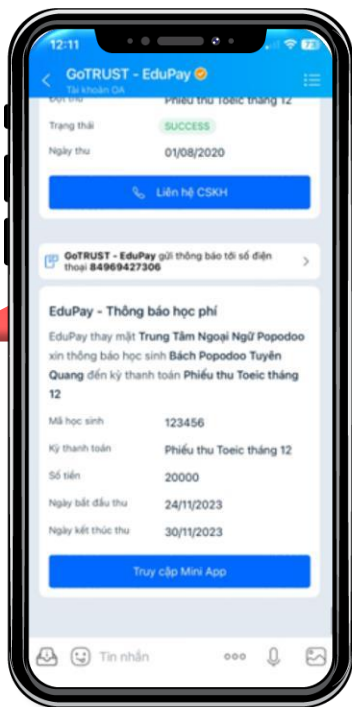 12:11
73
GoTRUST - EduPay
Tài khoản OA
Đợt thu Phiếu thu Toeic tháng 12
Trạng thái SUCCESS
Ngày thu 01/08/2020
Liên hệ CSKH
GoTRUST - EduPay gửi thông báo tới số điện
thoại 84969427306
EduPay - Thông báo học phí
EduPay thay mặt Trung Tâm Ngoại Ngữ Popodoo
xin thông báo học sinh Bách Popodoo Tuyên
Quang đến kỳ thanh toán Phiếu thu Toeic tháng
12
Mã học sinh 123456
Kỳ thanh toán Phiếu thu Toeic tháng 12
Số tiền 20000
Ngày bắt đầu thu 24/11/2023
Ngày kết thúc thu 30/11/2023
Truy cập Mini App
Tin nhắn